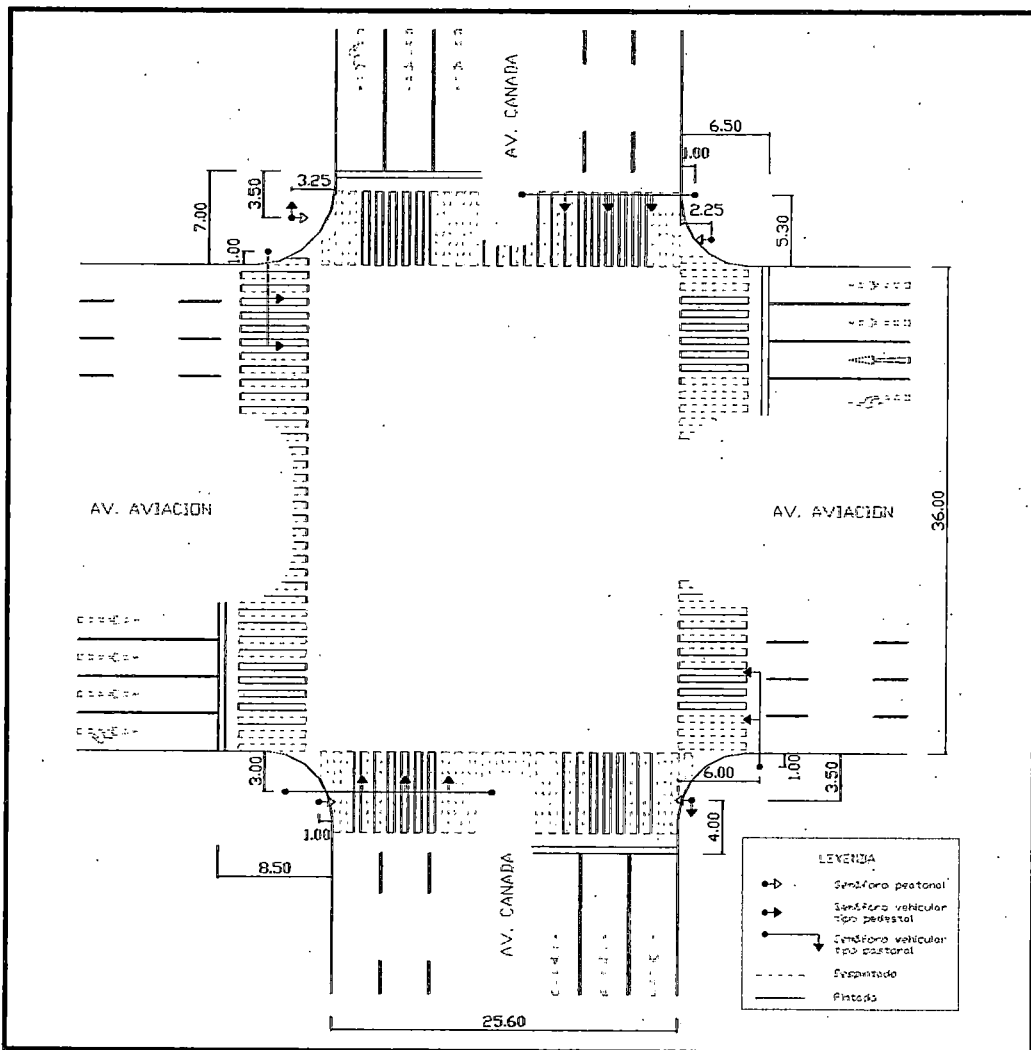 AV. CANADA
6.50
1.00
3.25
3.50
7.00
2.25
5.30
1.00
AV. AVIACION
AV. AVIACION
36.00
3.00
6.00
1.00
3.50
1.00
4.00
8.50
AV. CANADA
LEYENDA
Semáforo peatonal
Semáforo vehicular
tipo pedestal
Semáforo vehicular
tipo pastoral
Despintado
Pintado
25.60